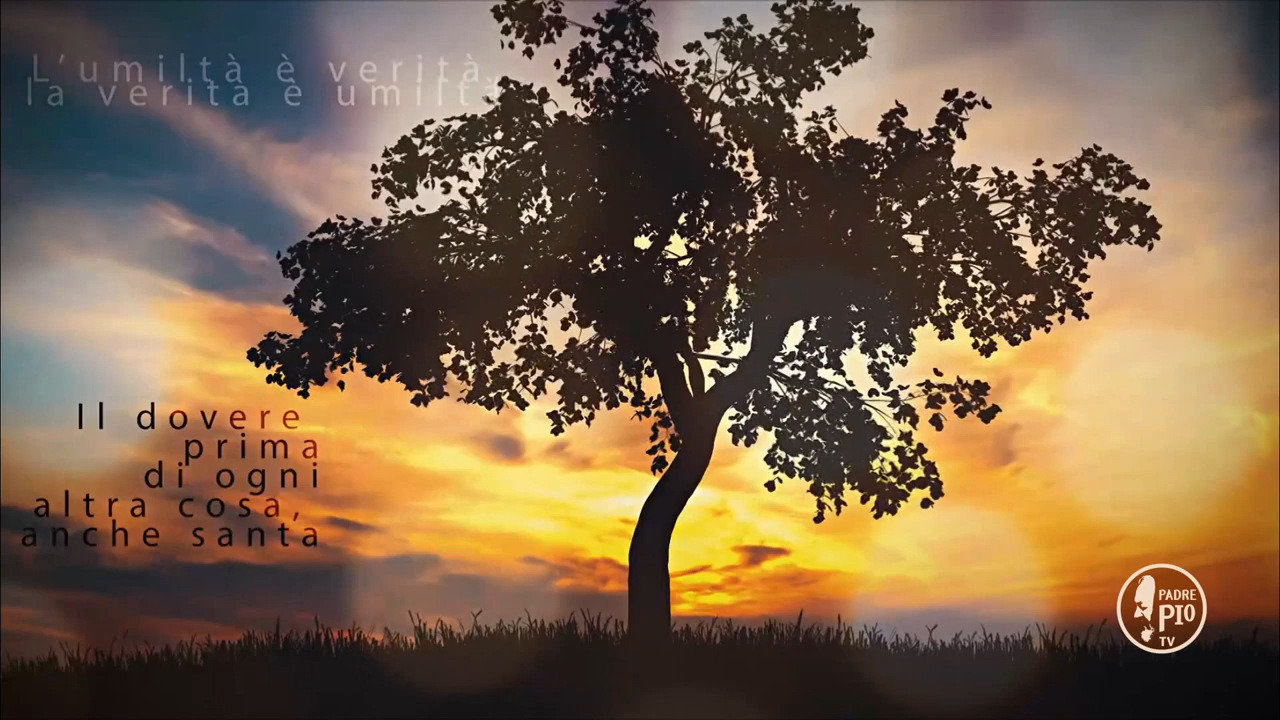 L'umiltà è verità,
la verità è umiltà
Il dovere
prima
di ogni
altra cosa,
anche santa
PADRE
PIO
TV